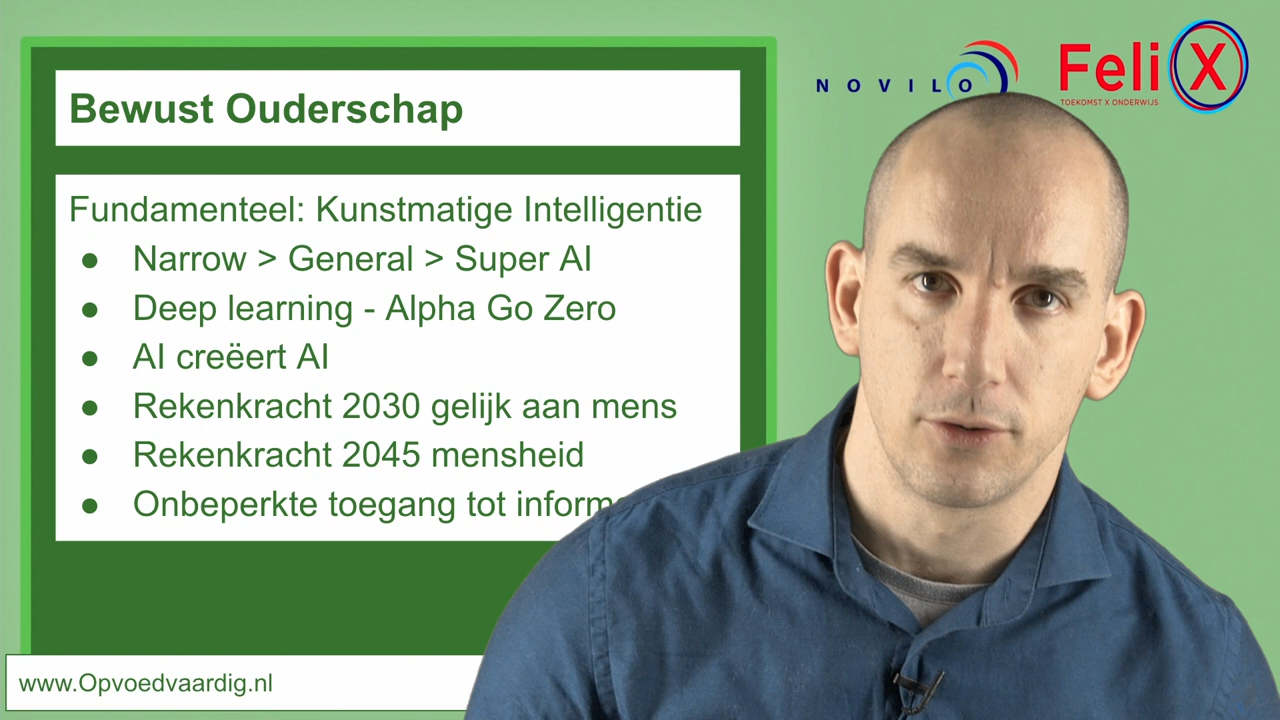 Bewust Ouderschap
NOVILO
FeliX
TOEKOMST X ONDERWIJS
Fundamenteel: Kunstmatige Intelligentie
● Narrow > General > Super AI
● Deep learning - Alpha Go Zero
● AI creëert AI
● Rekenkracht 2030 gelijk aan mens
● Rekenkracht 2045 mensheid
● Onbeperkte toegang tot
www.Opvoedvaardig.nl